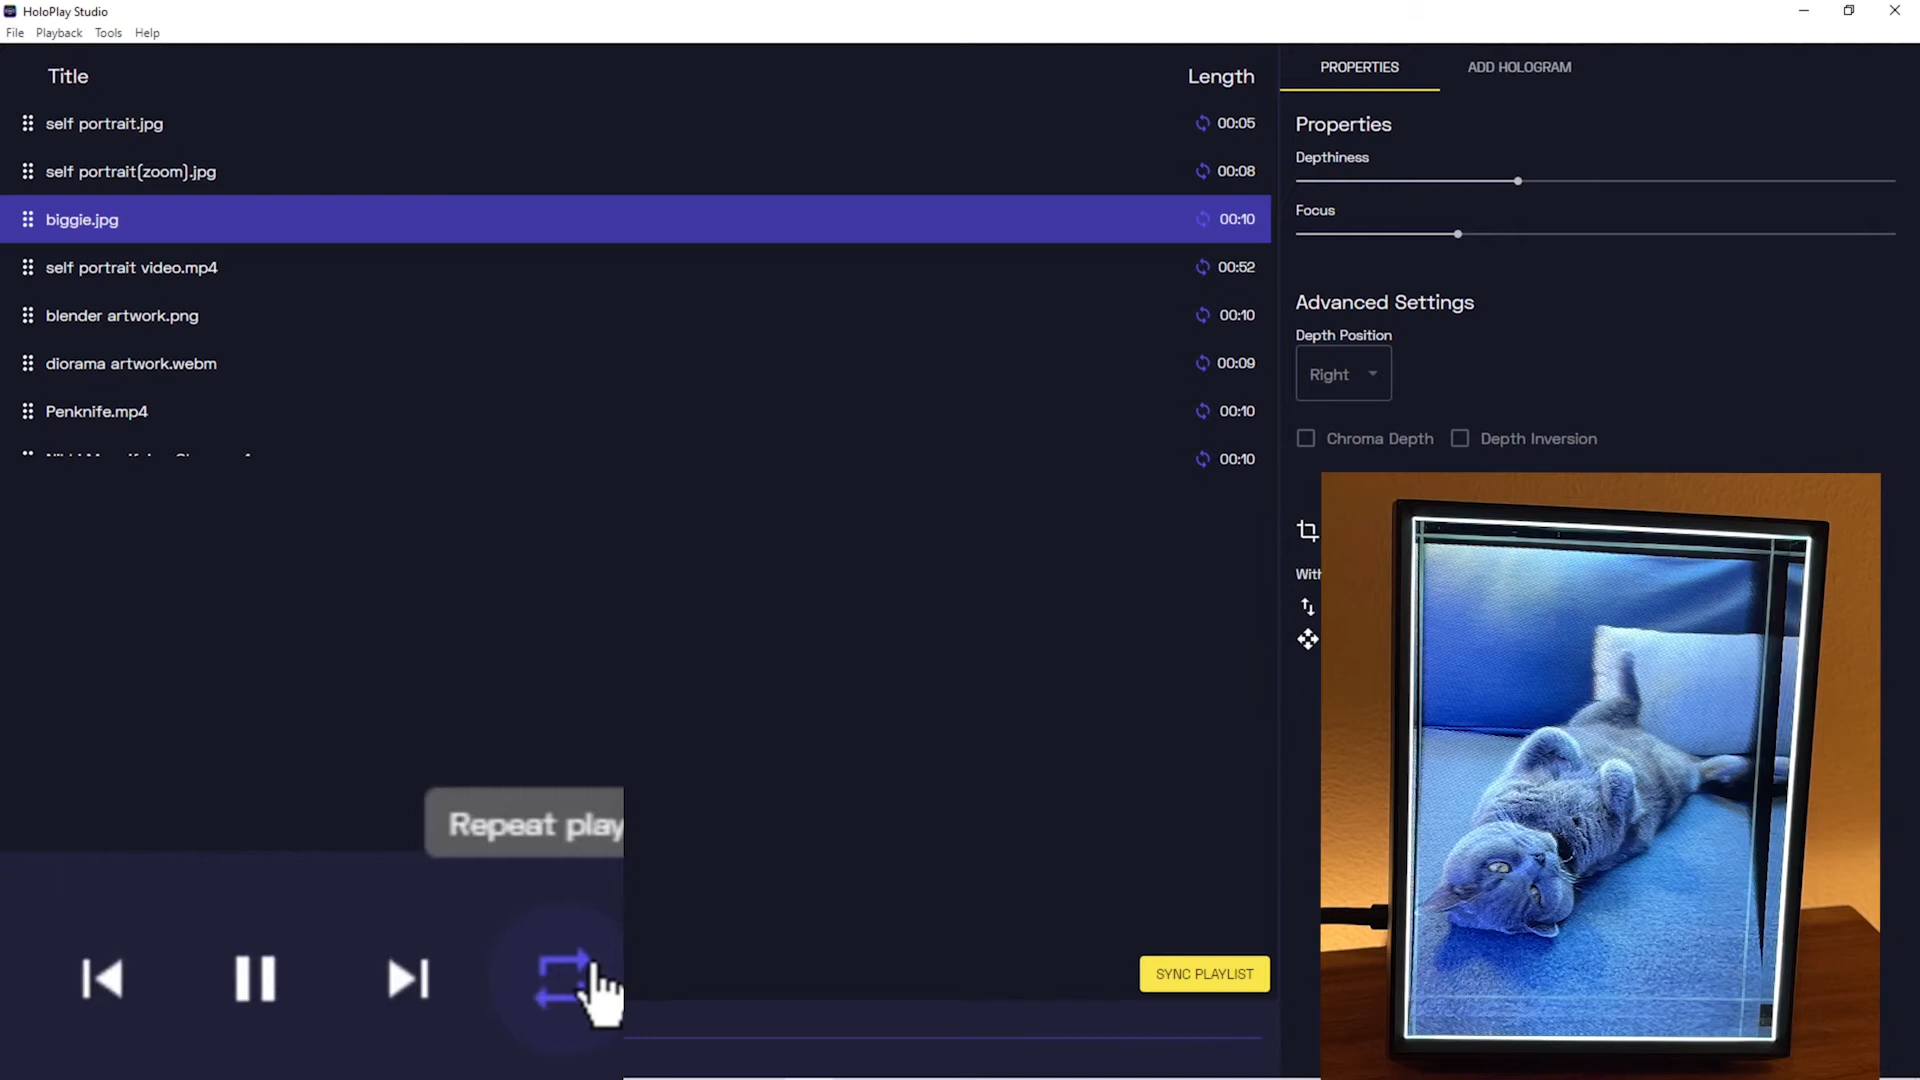 HoloPlay Studio
File Playback Tools Help
Title Length
self portrait.jpg 00:05
self portrait(zoom).jpg 00:08
biggie.jpg 00:10
self portrait video.mp4 00:52
blender artwork.png 00:10
diorama artwork.webm 00:09
Penknife.mp4 00:10
00:10
Repeat play
SYNC PLAYLIST
PROPERTIES ADD HOLOGRAM
Properties
Depthiness
Focus
Advanced Settings
Depth Position
Right
Chroma Depth Depth Inversion
With